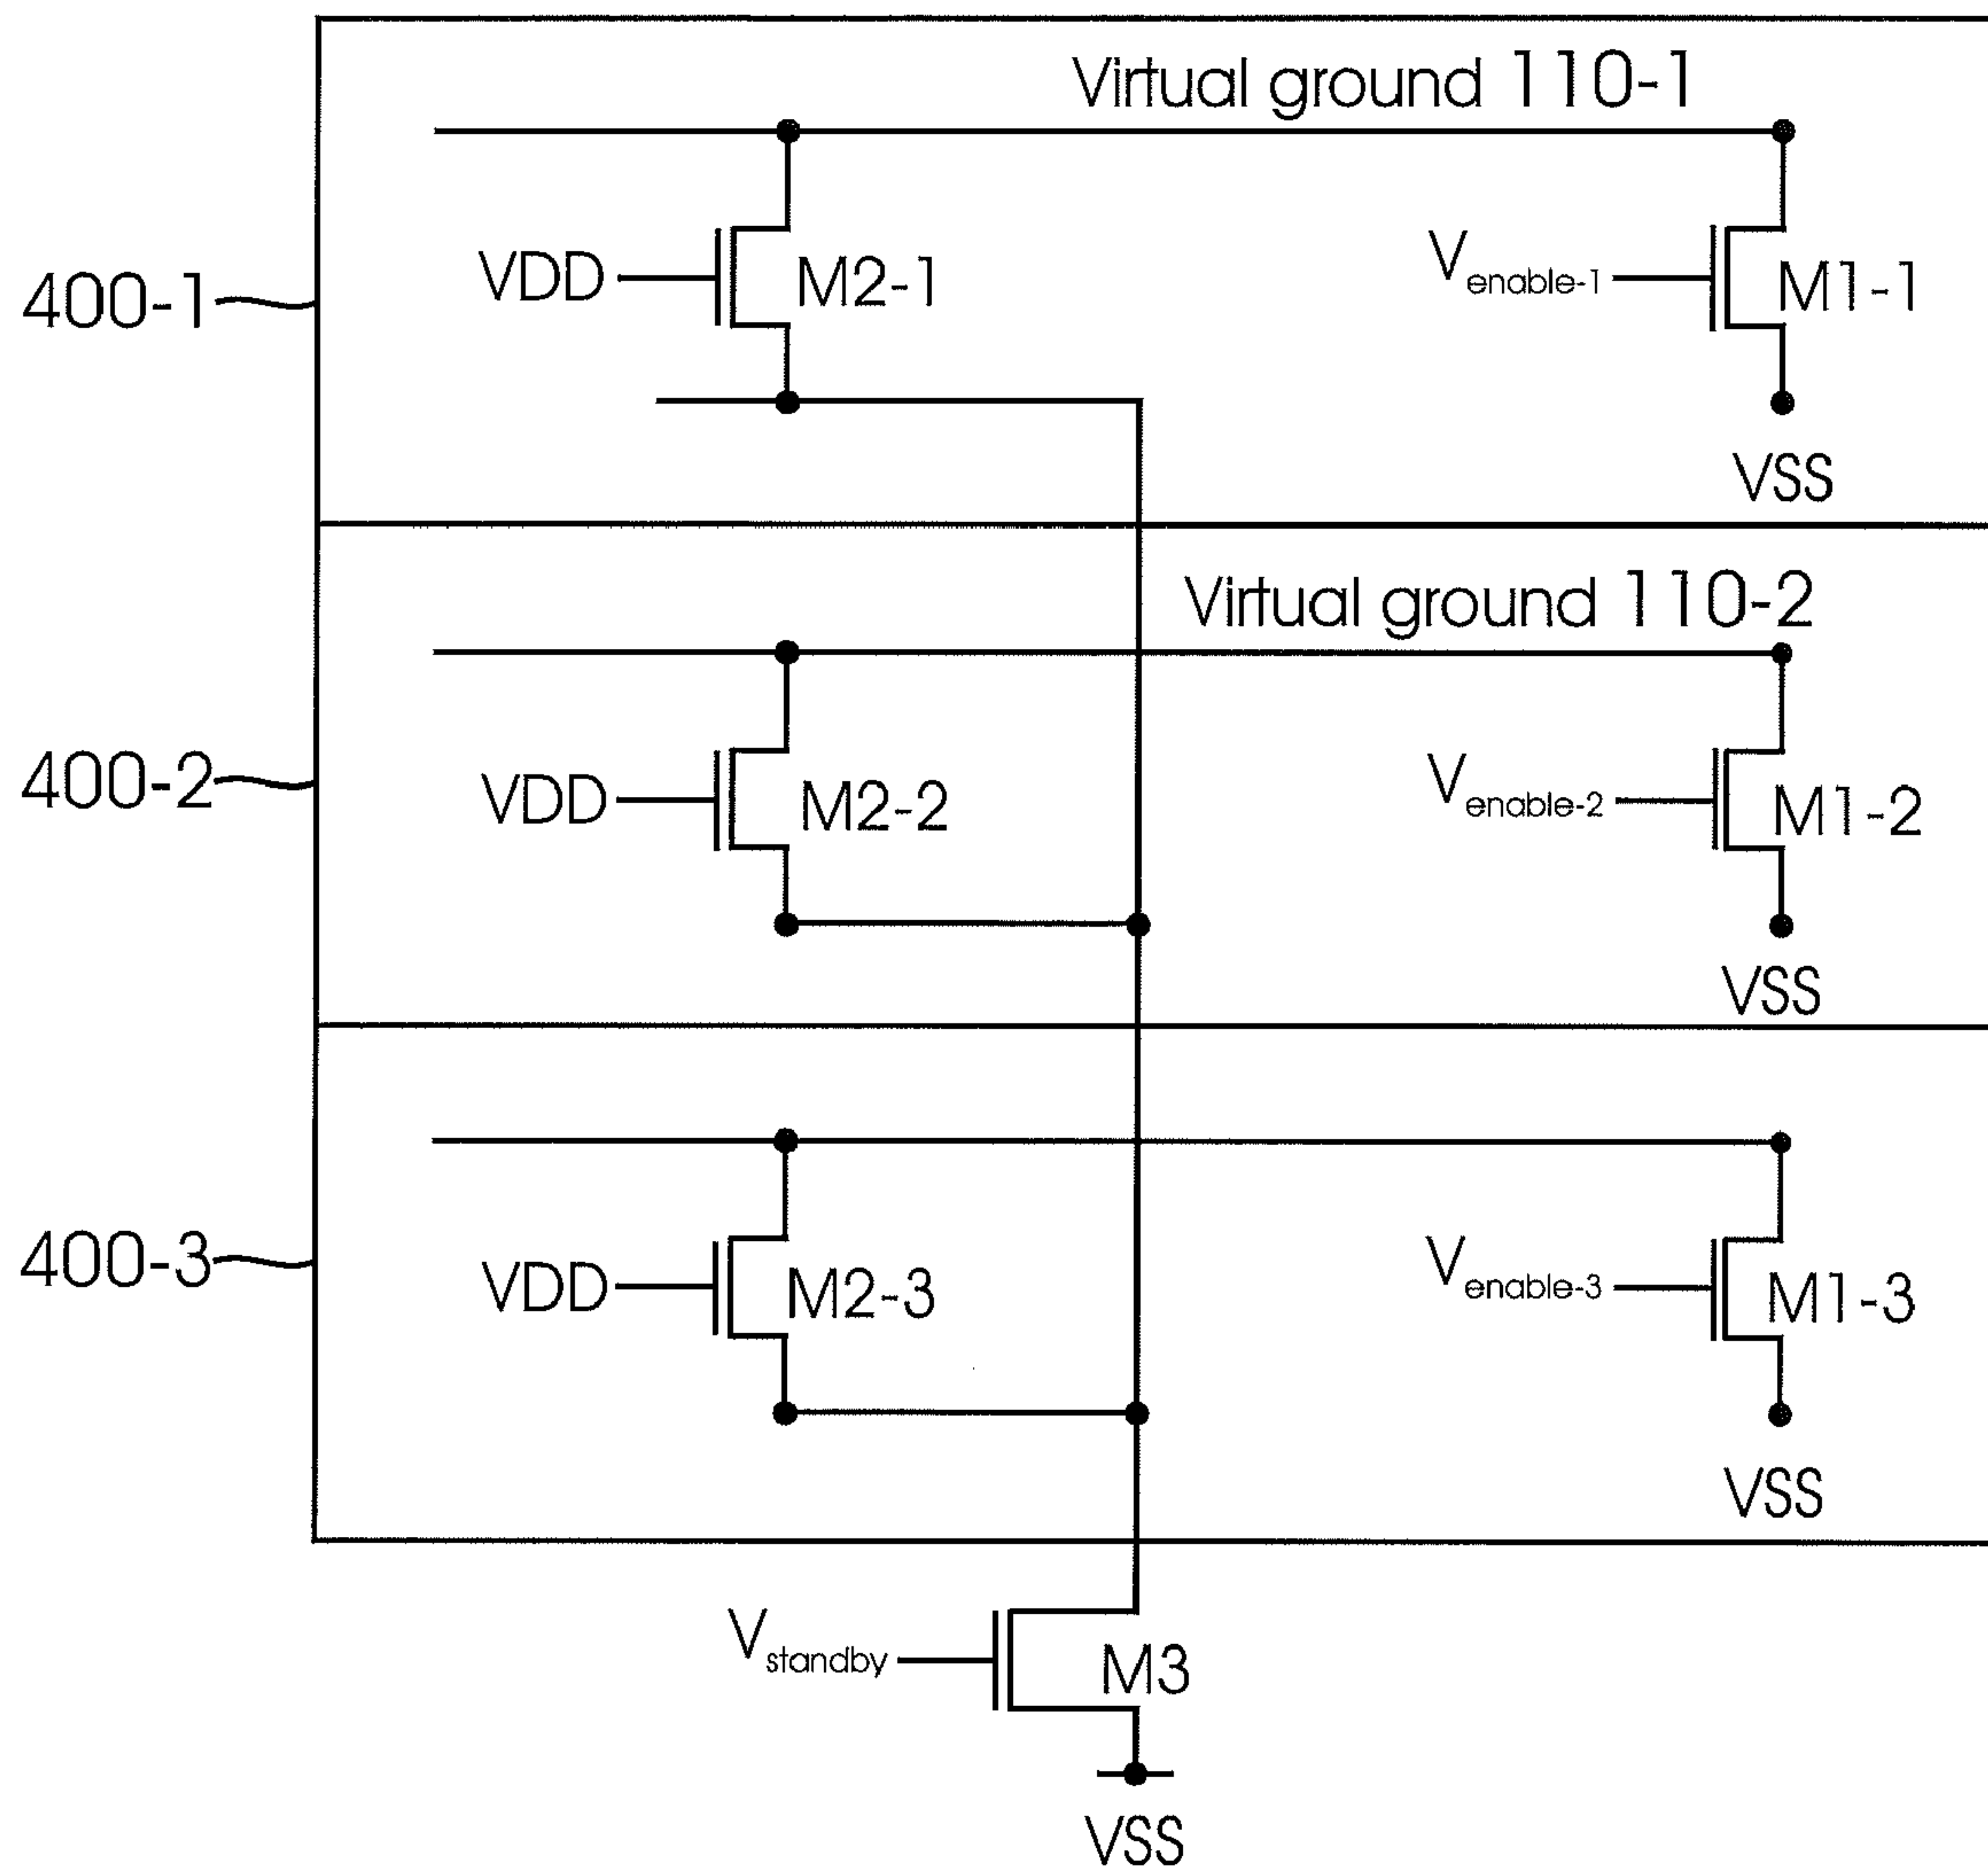 Virtual ground 110-1
400-1
VDD
M2-1
Venable-1
M1-1
VSS
Virtual ground 110-2
400-2
VDD
M2-2
Venable-2
M1-2
VSS
400-3
VDD
M2-3
Venable-3
M1-3
VSS
Vstandby
M3
VSS